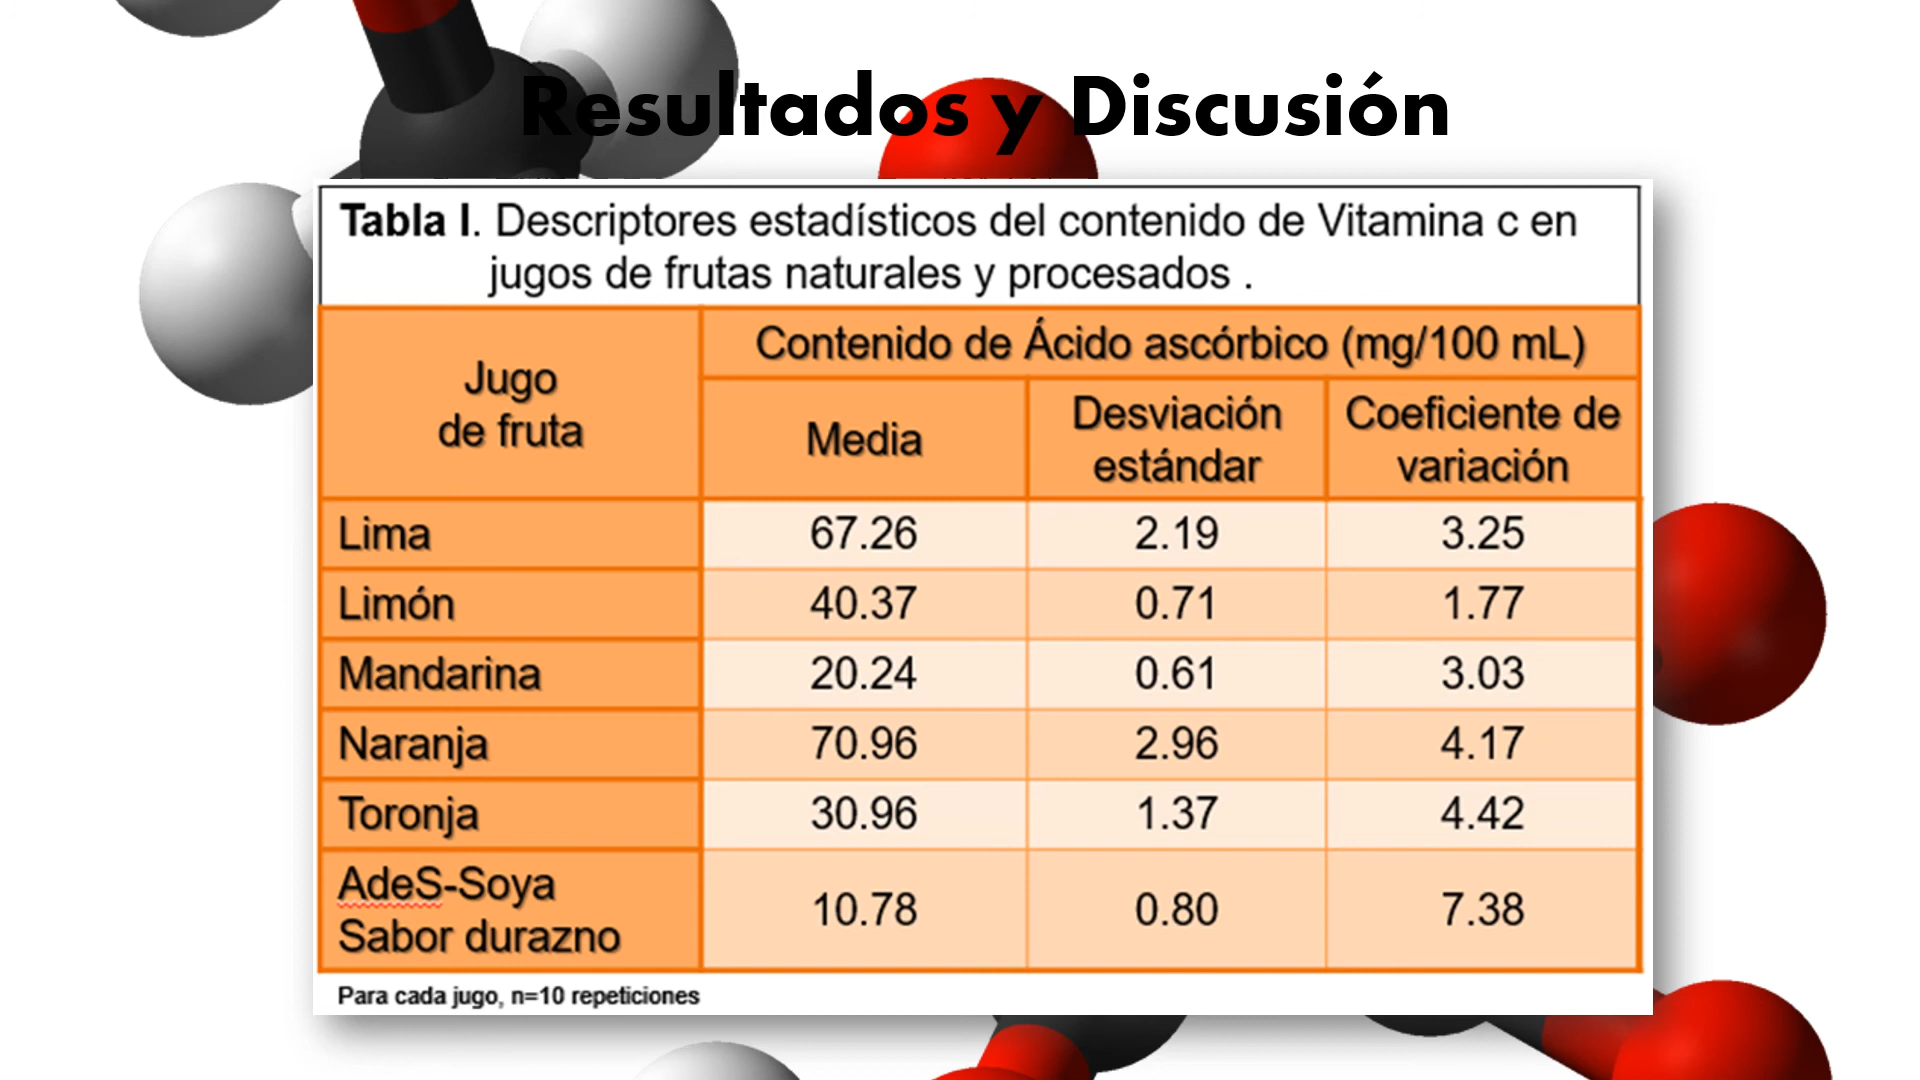 Resultados y Discusión
Tabla I. Descriptores estadísticos del contenido de Vitamina c en
jugos de frutas naturales y procesados .
Jugo
de fruta
Contenido de Ácido ascórbico (mg/100 mL)
Media
Desviación
estándar
Coeficiente de
variación
Lima 67.26 2.19 3.25
Limón 40.37 0.71 1.77
Mandarina 20.24 0.61 3.03
Naranja 70.96 2.96 4.17
Toronja 30.96 1.37 4.42
AdeS-Soya
Sabor durazno 10.78 0.80 7.38
Para cada jugo, n=10 repeticiones